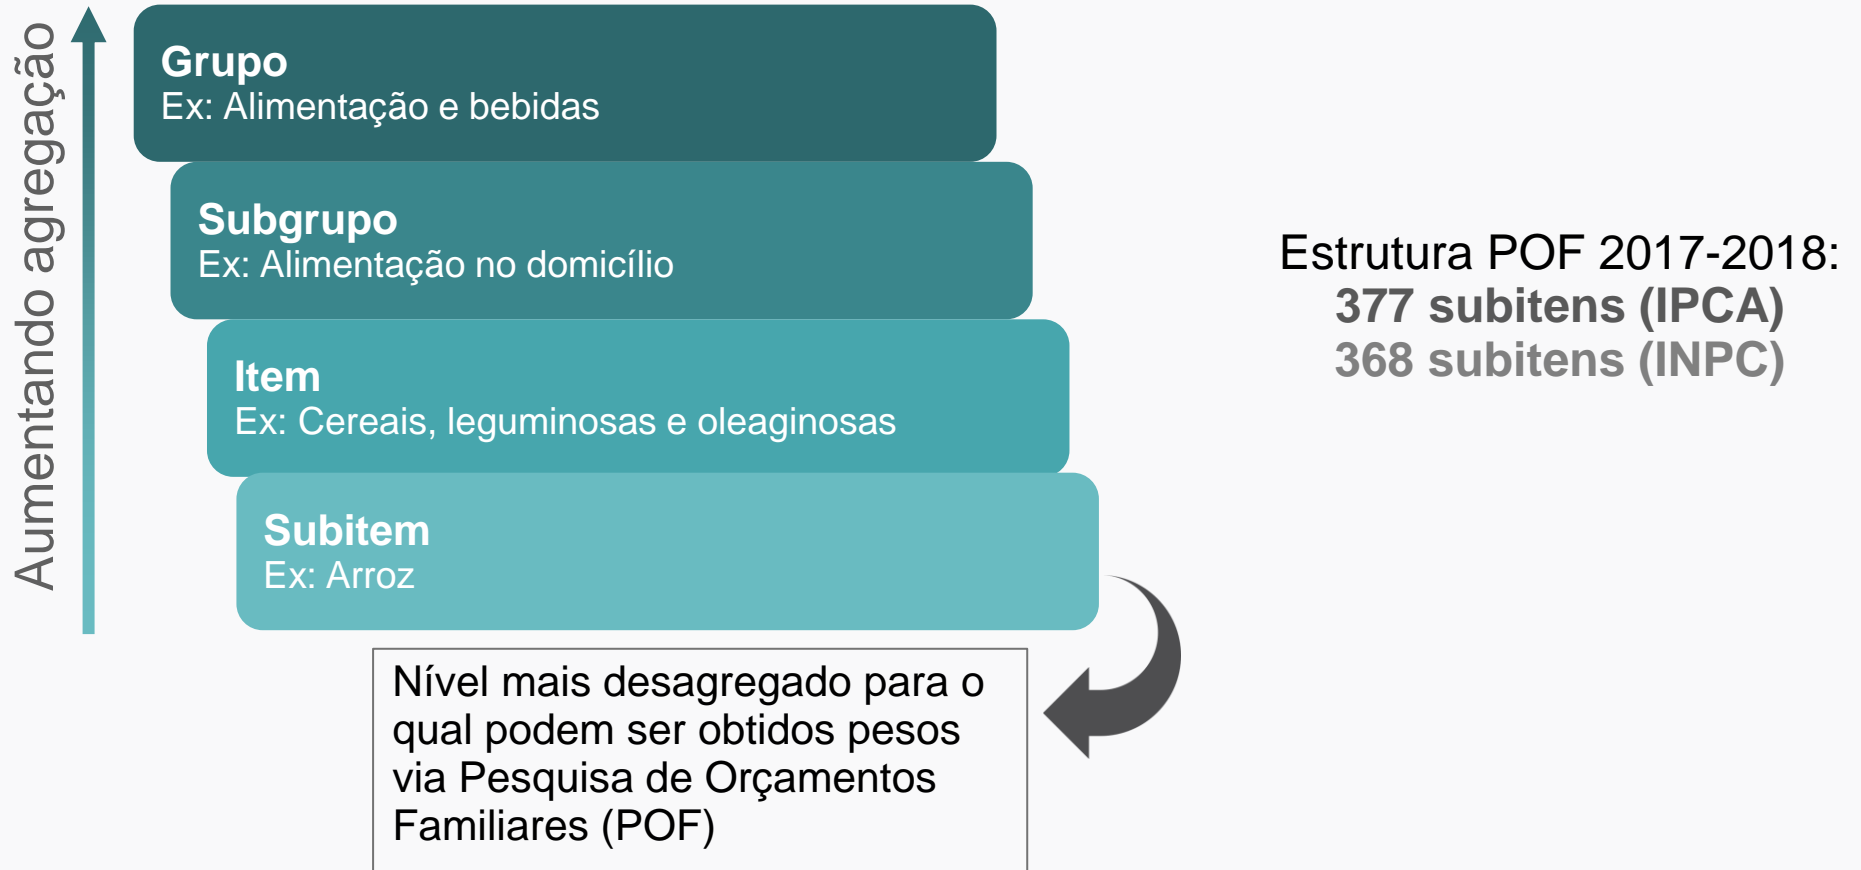 Aumentando agregação
Grupo
Ex: Alimentação e bebidas
Subgrupo
Ex: Alimentação no domicílio
Item
Ex: Cereais, leguminosas e oleaginosas
Subitem
Ex: Arroz
Nível mais desagregado para o
qual podem ser obtidos pesos
via Pesquisa de Orçamentos
Familiares (POF)
Estrutura POF 2017-2018:
377 subitens (IPCA)
368 subitens (INPC)